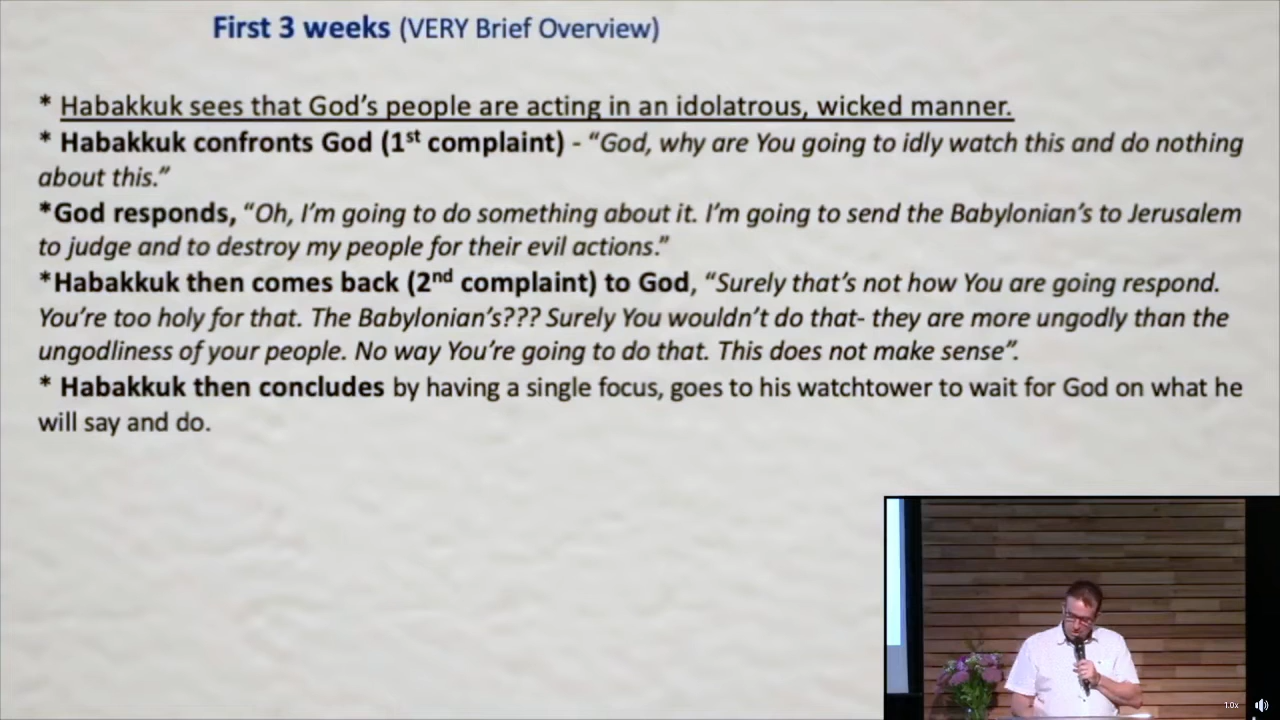 First 3 weeks (VERY Brief Overview)
* Habakkuk sees that God’s people are acting in an idolatrous, wicked manner.
* Habakkuk confronts God (1st complaint) - “God, why are You going to idly watch this and do nothing
about this.”
*God responds, “Oh, I’m going to do something about it. I’m going to send the Babylonian’s to Jerusalem
to judge and to destroy my people for their evil actions.”
*Habakkuk then comes back (2nd complaint) to God, “Surely that’s not how You are going respond.
You’re too holy for that. The Babylonian’s??? Surely You wouldn’t do that- they are more ungodly than the
ungodliness of your people. No way You’re going to do that. This does not make sense”.
* Habakkuk then concludes by having a single focus, goes to his watchtower to wait for God on what he
will say and do.
1.0x